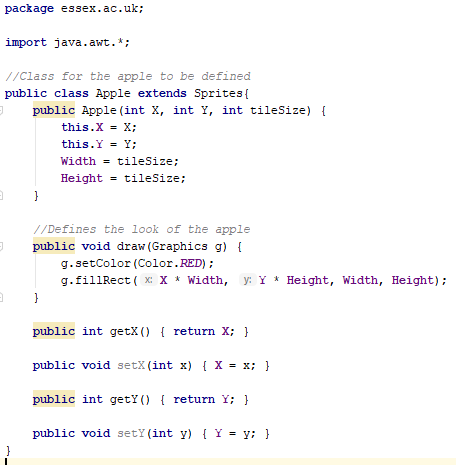 package essex.ac.uk;
import java.awt.*;
//Class for the apple to be defined
public class Apple extends Sprites{
public Apple(int X, int Y, int tileSize) {
this.X = X;
this.Y = Y;
Width = tileSize;
Height = tileSize;
}
//Defines the look of the apple
public void draw(Graphics g) {
g.setColor(Color.RED);
g.fillRect( x: X * Width, y: Y * Height, Width, Height);
}
public int getX() { return X; }
public void setX(int x) { X = x; }
public int getY() { return Y; }
public void setY(int y) { Y = y; }
}